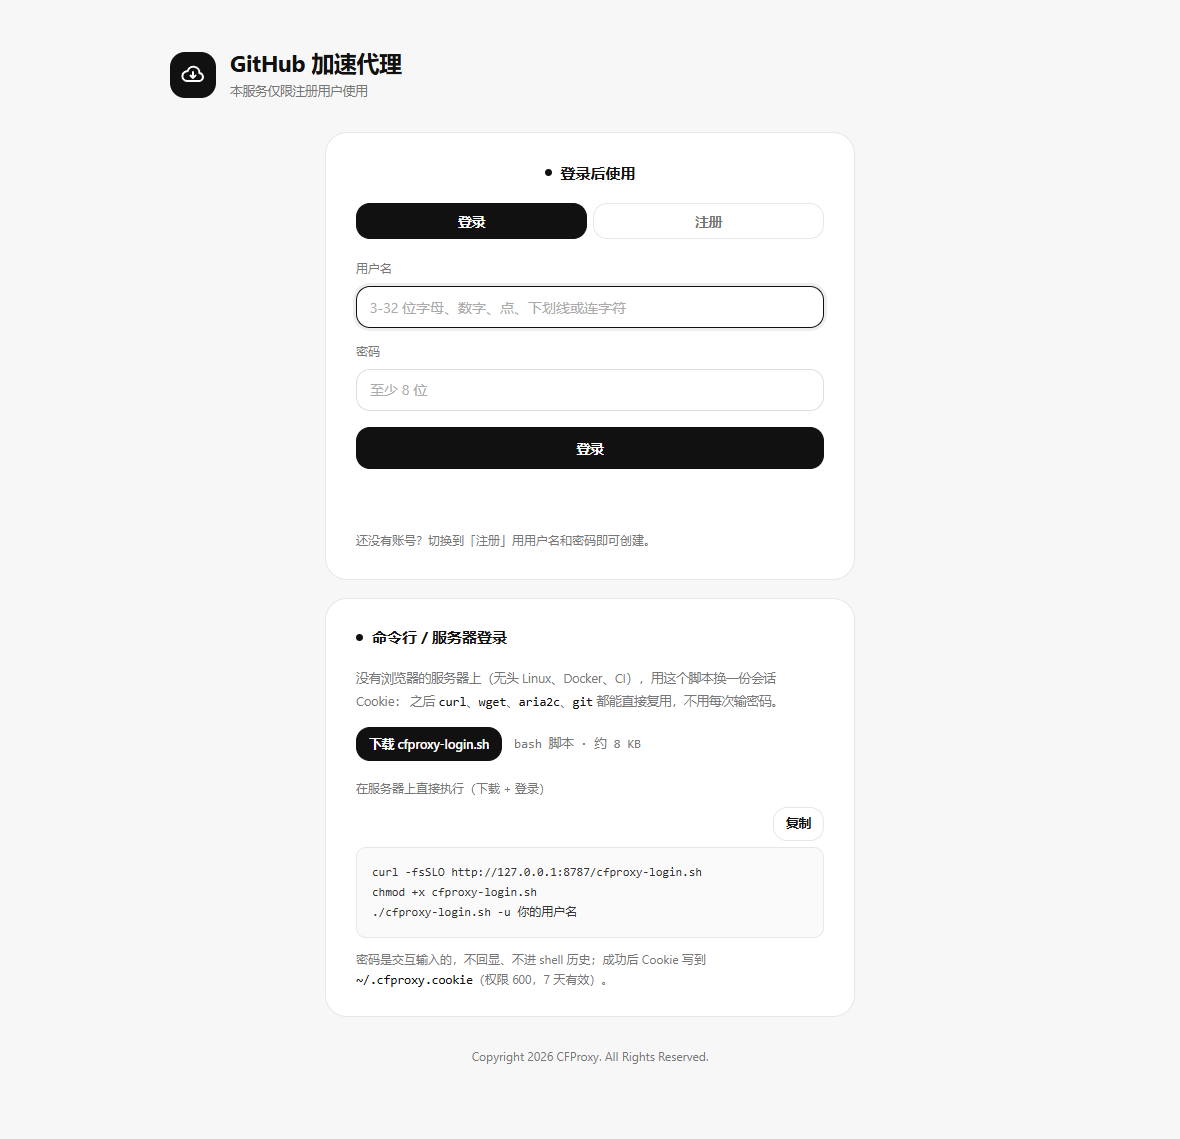 GitHub 加速代理
本服务仅限注册用户使用
登录后使用
登录
注册
用户名
3-32 位字母、数字、点、下划线或连字符
密码
至少 8 位
登录
还没有账号？切换到「注册」用用户名和密码即可创建。
命令行 / 服务器登录
没有浏览器的服务器上（无头 Linux、Docker、CI），用这个脚本换一份会话
Cookie： 之后 curl、wget、aria2c、git 都能直接复用，不用每次输密码。
下载 cfproxy-login.sh
bash 脚本 · 约 8 KB
在服务器上直接执行（下载 + 登录）
复制
curl -fsSLO http://127.0.0.1:8787/cfproxy-login.sh
chmod +x cfproxy-login.sh
./cfproxy-login.sh -u 你的用户名
密码是交互输入的，不回显、不进 shell 历史；成功后 Cookie 写到
~/.cfproxy.cookie（权限 600，7 天有效）。
Copyright 2026 CFProxy. All Rights Reserved.